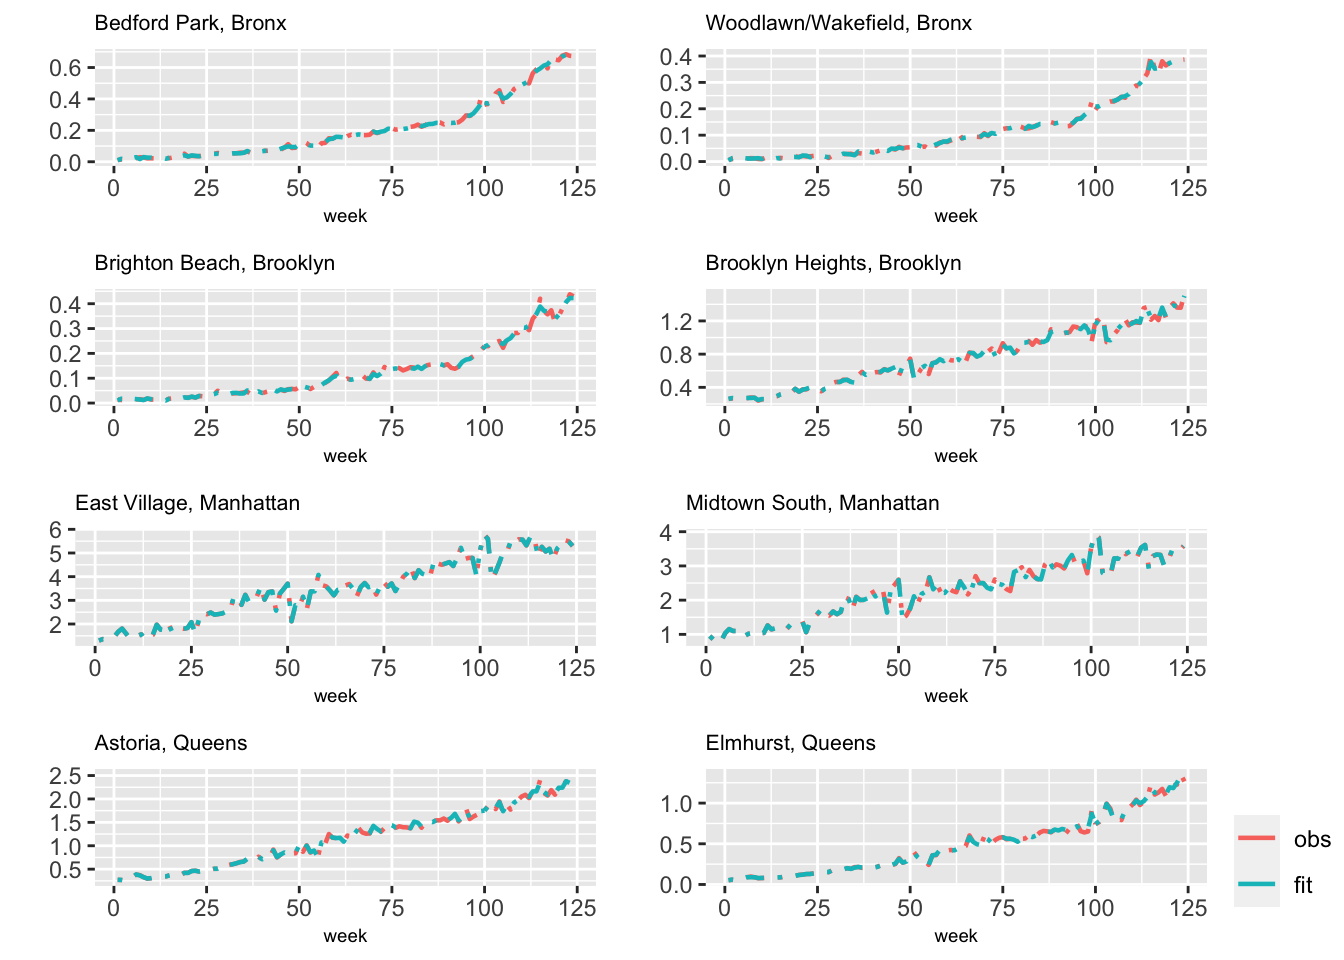 Bedford Park, Bronx
0.6
0.4
0.2
0.0
0 25 50 75 100 125
week
Woodlawn/Wakefield, Bronx
0.4
0.3
0.2
0.1
0.0
0 25 50 75 100 125
week
Brighton Beach, Brooklyn
0.4
0.3
0.2
0.1
0.0
0 25 50 75 100 125
week
Brooklyn Heights, Brooklyn
1.2
0.8
0.4
0 25 50 75 100 125
week
East Village, Manhattan
6
5
4
3
2
0 25 50 75 100 125
week
Midtown South, Manhattan
4
3
2
1
0 25 50 75 100 125
week
Astoria, Queens
2.5
2.0
1.5
1.0
0.5
0 25 50 75 100 125
week
Elmhurst, Queens
1.0
0.5
0.0
0 25 50 75 100 125
week
obs
fit